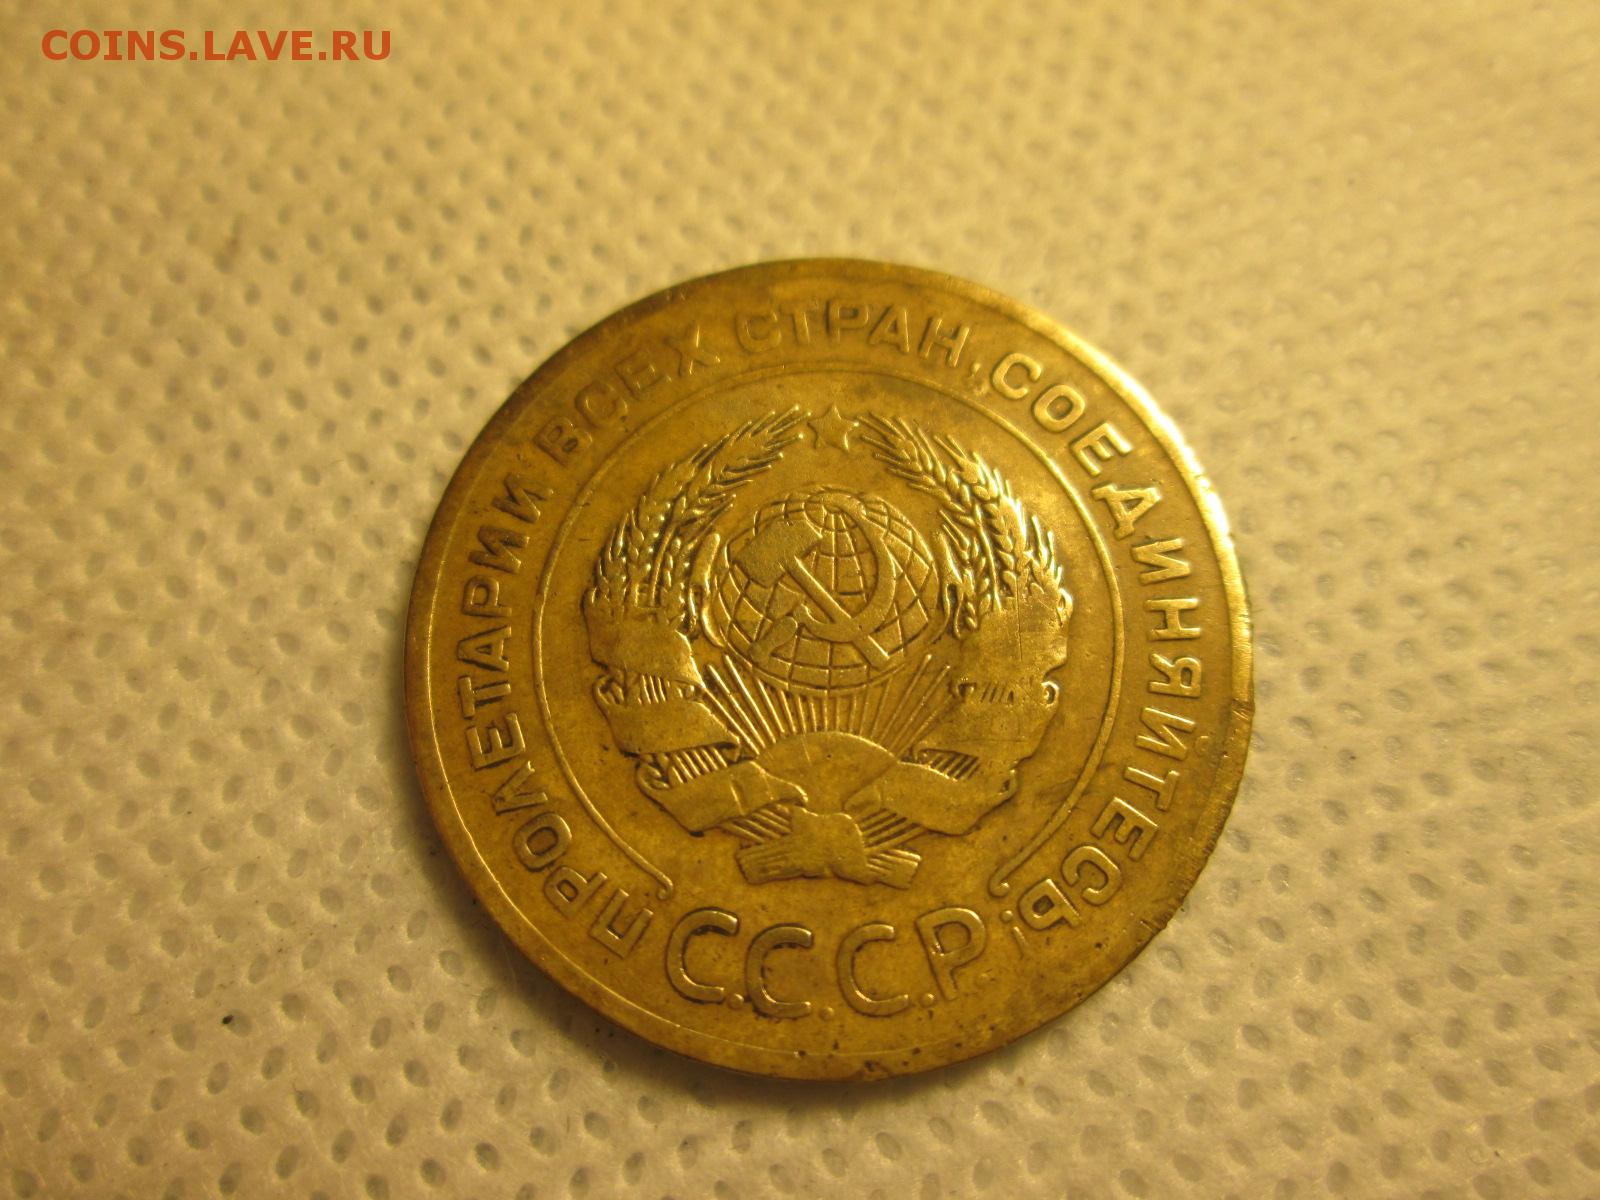 COINS.LAVE.RU
ПРОЛЕТАРИИ ВСЕХ СТРАН, СОЕДИНЯЙТЕСЬ!
С.С.С.Р.